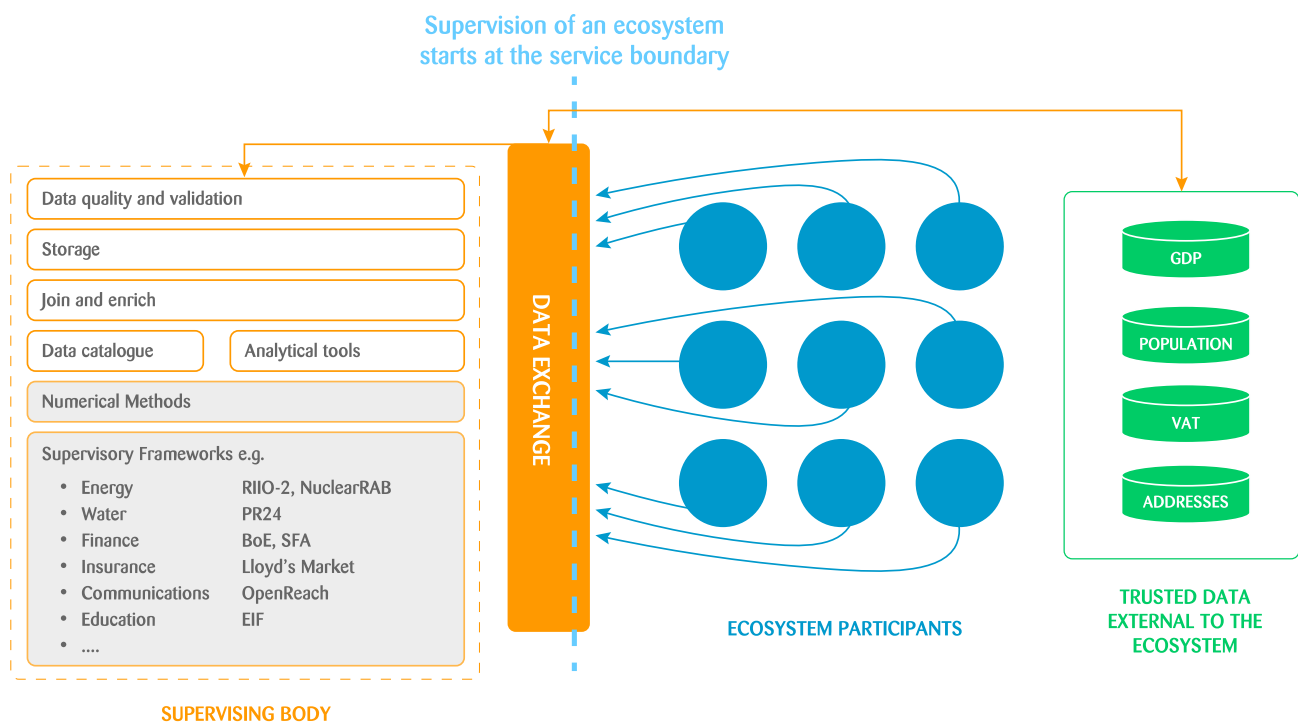 Supervision of an ecosystem
starts at the service boundary
Data quality and validation
Storage
Join and enrich
Data catalogue
Analytical tools
Numerical Methods
Supervisory Frameworks e.g.
• Energy RIIO-2, NuclearRAB
• Water PR24
• Finance BoE, SFA
• Insurance Lloyd's Market
• Communications OpenReach
• Education EIF
• ....
SUPERVISING BODY
DATA EXCHANGE
ECOSYSTEM PARTICIPANTS
GDP
POPULATION
VAT
ADDRESSES
TRUSTED DATA
EXTERNAL TO THE
ECOSYSTEM